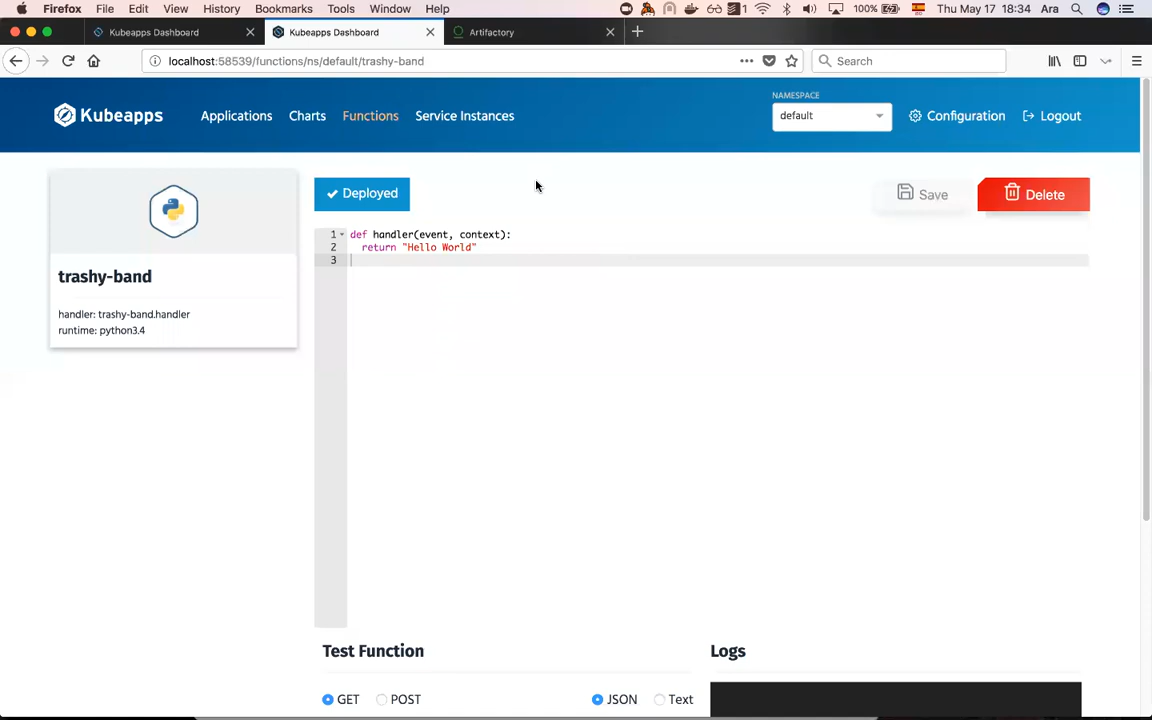 Firefox File Edit View History Bookmarks Tools Window Help 1 100% Thu May 17 18:34 Ara
Kubeapps Dashboard Kubeapps Dashboard Artifactory
localhost:58539/functions/ns/default/trashy-band Search
NAMESPACE
Kubeapps Applications Charts Functions Service Instances default Configuration Logout
Deployed Save Delete
1 def handler(event, context):
2 return "Hello World"
3
trashy-band
handler: trashy-band.handler
runtime: python3.4
Test Function Logs
GET POST JSON Text